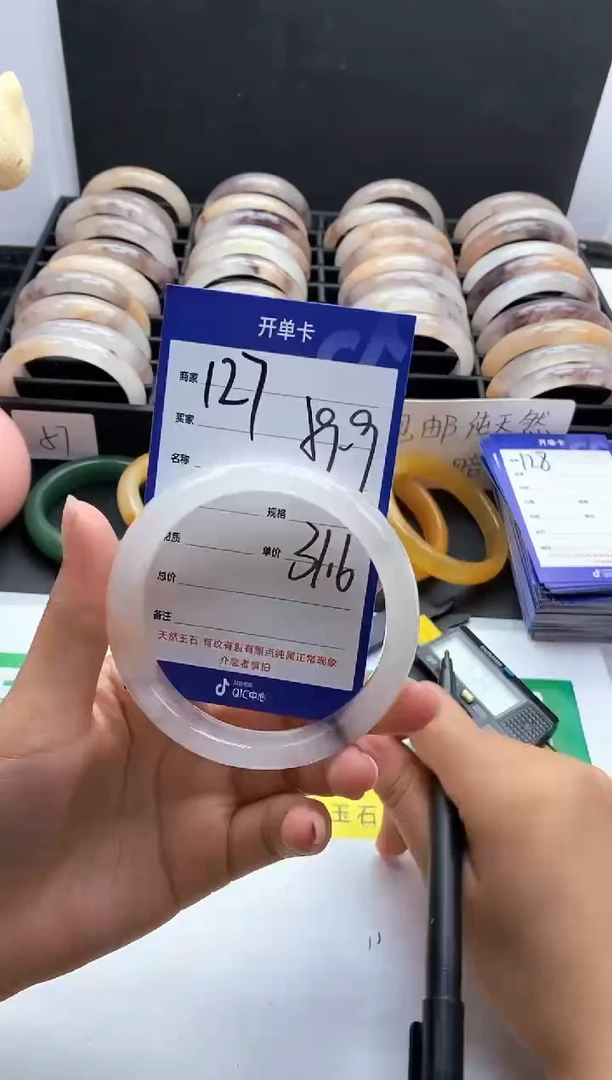 开单卡
商家 127
买家 89.9
名称
规格
材质
单价 31.6
总价
备注
天然玉石 有纹有裂有黑点纯属正常现象
介意者慎拍
QIC中心
87
包邮 纯天然
开单卡
128
玉石